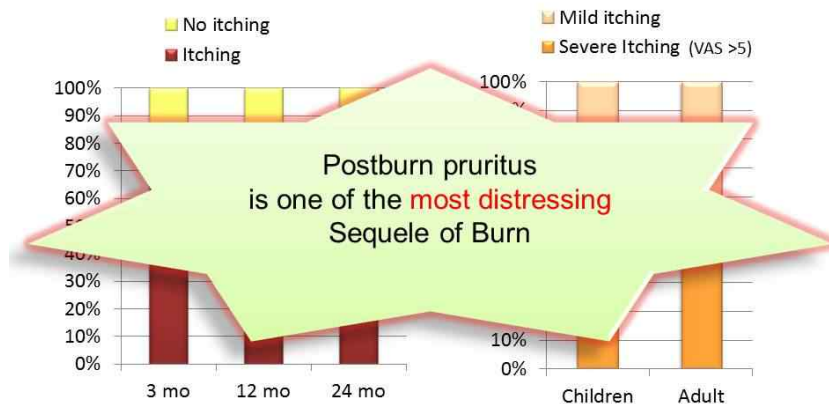 No itching
Itching
100%
90%
80%
70%
60%
40%
30%
20%
10%
0%
3 mo
12 mo
24 mo
Mild itching
Severe Itching (VAS >5)
100%
10%
0%
Children
Adult
Postburn pruritus
is one of the most distressing
Sequele of Burn